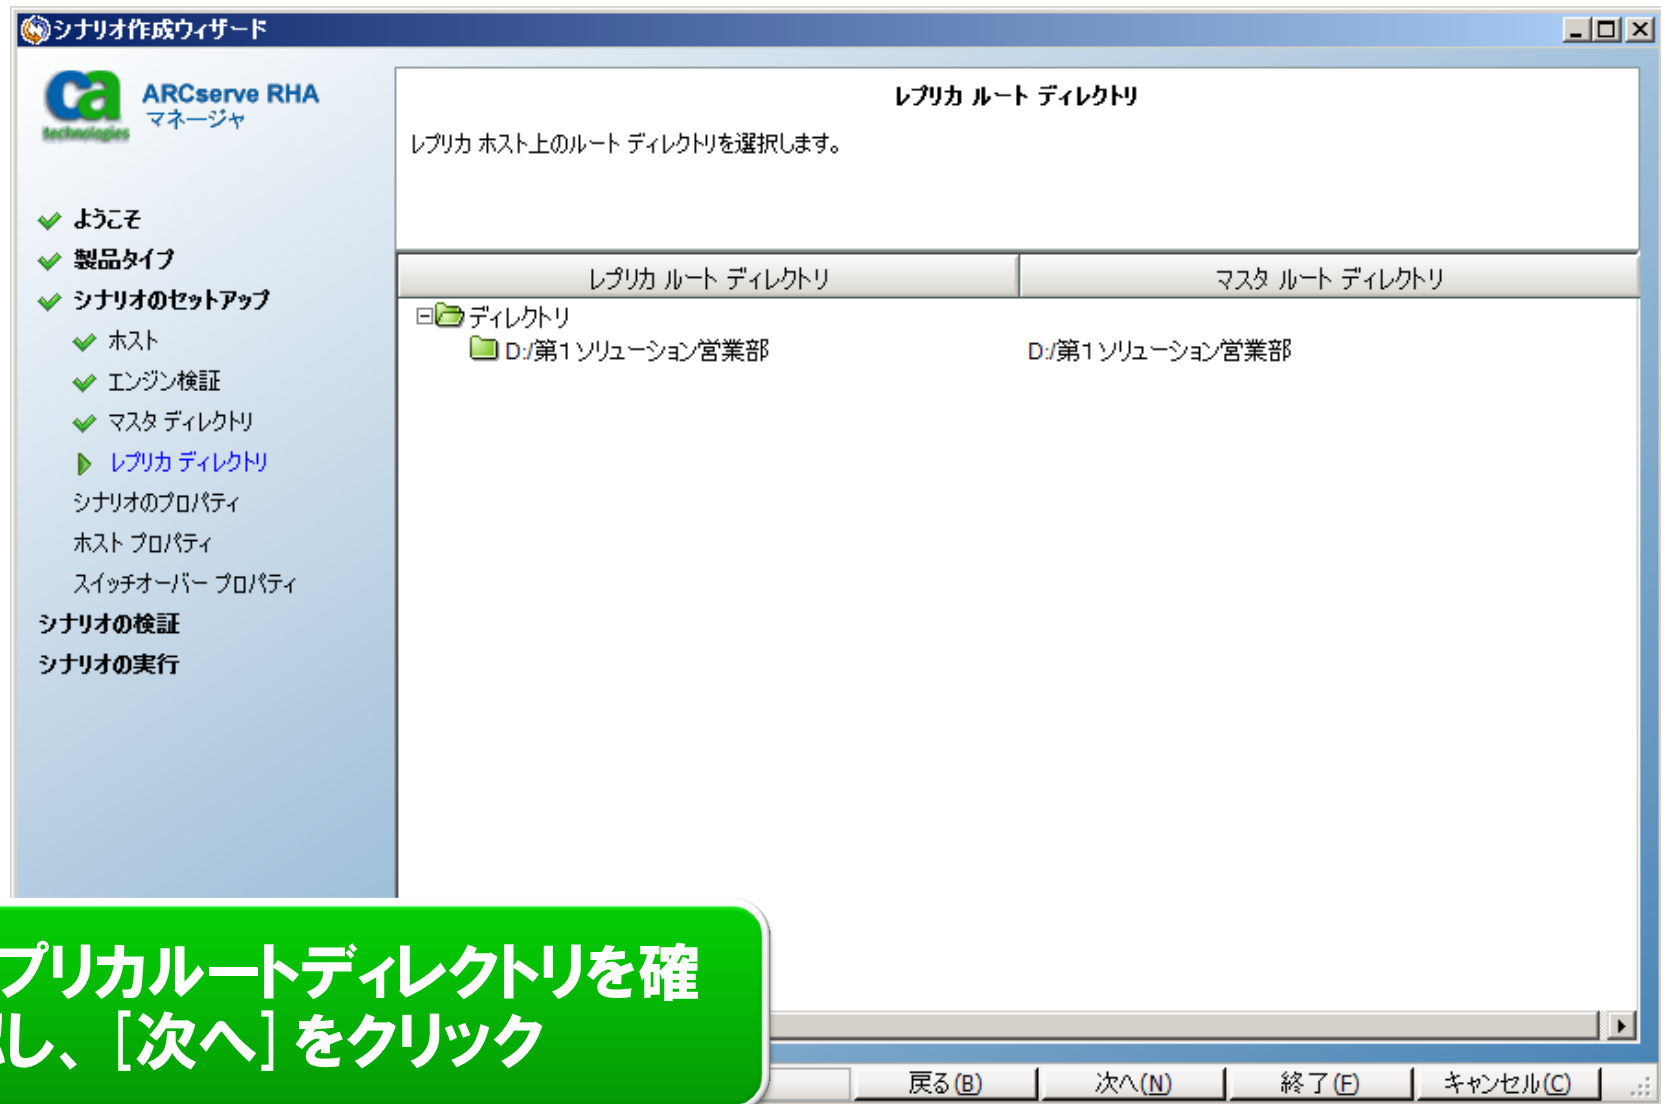 シナリオ作成ウィザード
ca
technologies
ARCserve RHA
マネージャ
ようこそ
製品タイプ
シナリオのセットアップ
ホスト
エンジン検証
マスタ ディレクトリ
レプリカ ディレクトリ
シナリオのプロパティ
ホスト プロパティ
スイッチオーバー プロパティ
シナリオの検証
シナリオの実行
レプリカ ルート ディレクトリ
レプリカ ホスト上のルート ディレクトリを選択します。
レプリカ ルート ディレクトリ
マスタ ルート ディレクトリ
ディレクトリ
D:/第1ソリューション営業部
D:/第1ソリューション営業部
プリカルートディレクトリを確
し、[次へ]をクリック
戻る(B)
次へ(N)
終了(F)
キャンセル(C)